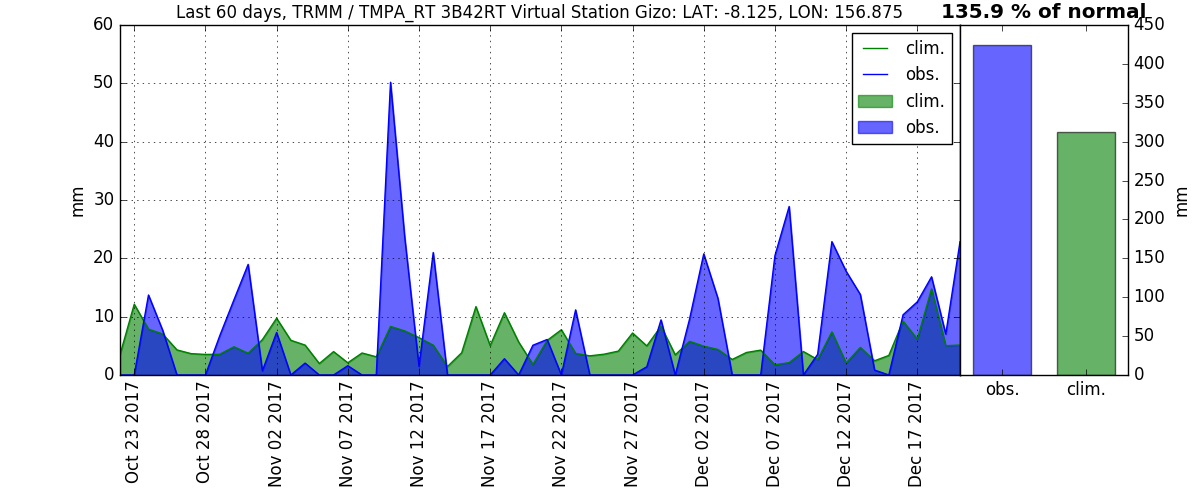 Last 60 days, TRMM / TMPA_RT 3B42RT Virtual Station Gizo: LAT: -8.125, LON: 156.875
135.9 % of normal
60
50
40
30
20
10
0
mm
clim.
obs.
clim.
obs.
450
400
350
300
250
200
150
100
50
0
mm
Oct 23 2017
Oct 28 2017
Nov 02 2017
Nov 07 2017
Nov 12 2017
Nov 17 2017
Nov 22 2017
Nov 27 2017
Dec 02 2017
Dec 07 2017
Dec 12 2017
Dec 17 2017
obs.
clim.